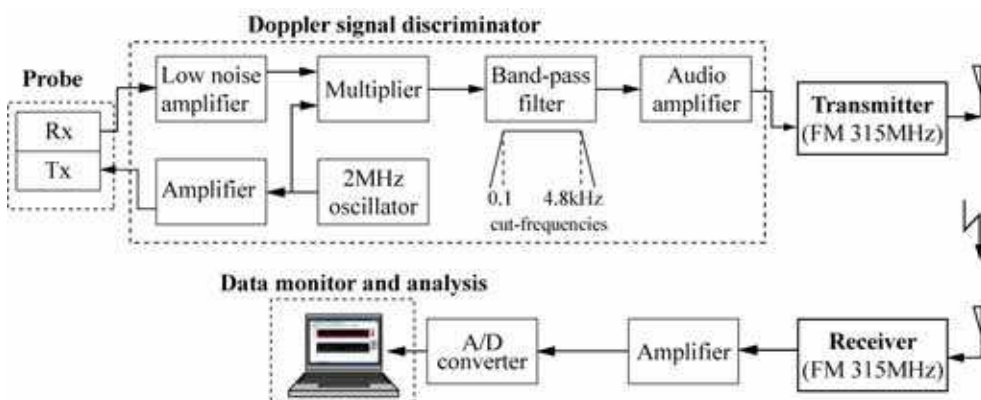 Doppler signal discriminator
Probe
Rx
Tx
Low noise
amplifier
Multiplier
Band-pass
filter
Audio
amplifier
Transmitter
(FM 315MHz)
Amplifier
2MHz
oscillator
0.1
4.8kHz
cut-frequencies
Data monitor and analysis
A/D
converter
Amplifier
Receiver
(FM 315MHz)